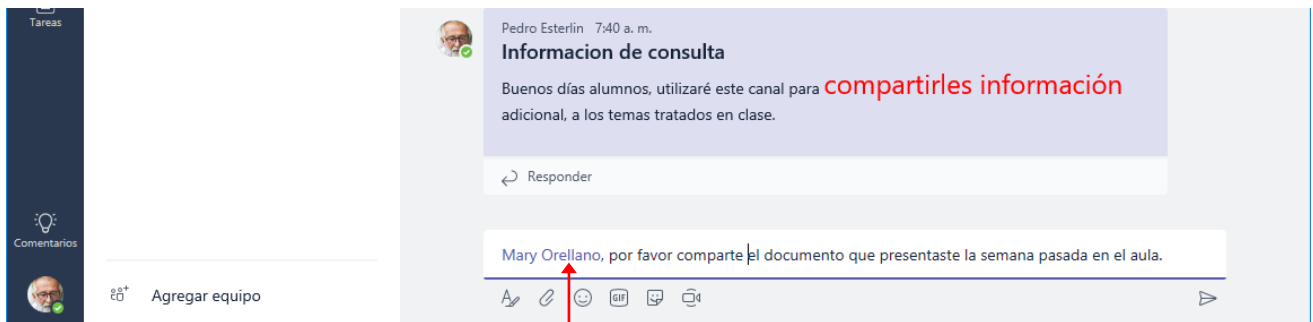 Tareas
Pedro Esterlin 7:40 a. m.
Informacion de consulta
Buenos días alumnos, utilizaré este canal para compartirles información
adicional, a los temas tratados en clase.
Responder
Comentarios
Mary Orellano, por favor comparte el documento que presentaste la semana pasada en el aula.
Agregar equipo
GIF